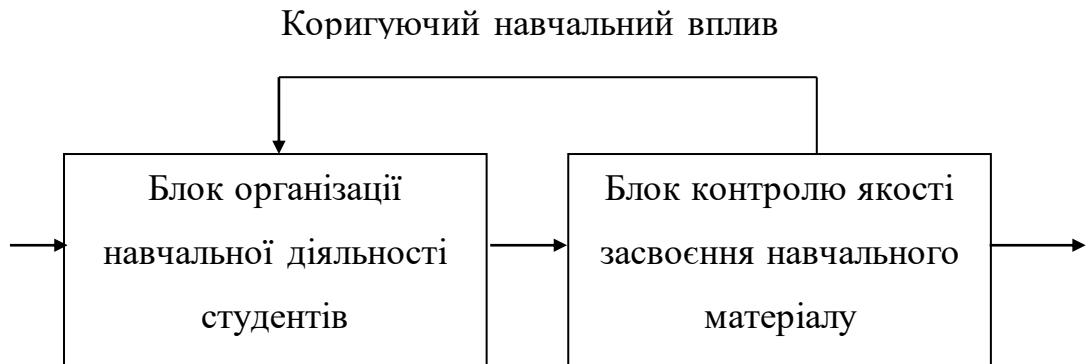 Коригуючий навчальний вплив
Блок організації
навчальної діяльності
студентів
Блок контролю якості
засвоєння навчального
матеріалу